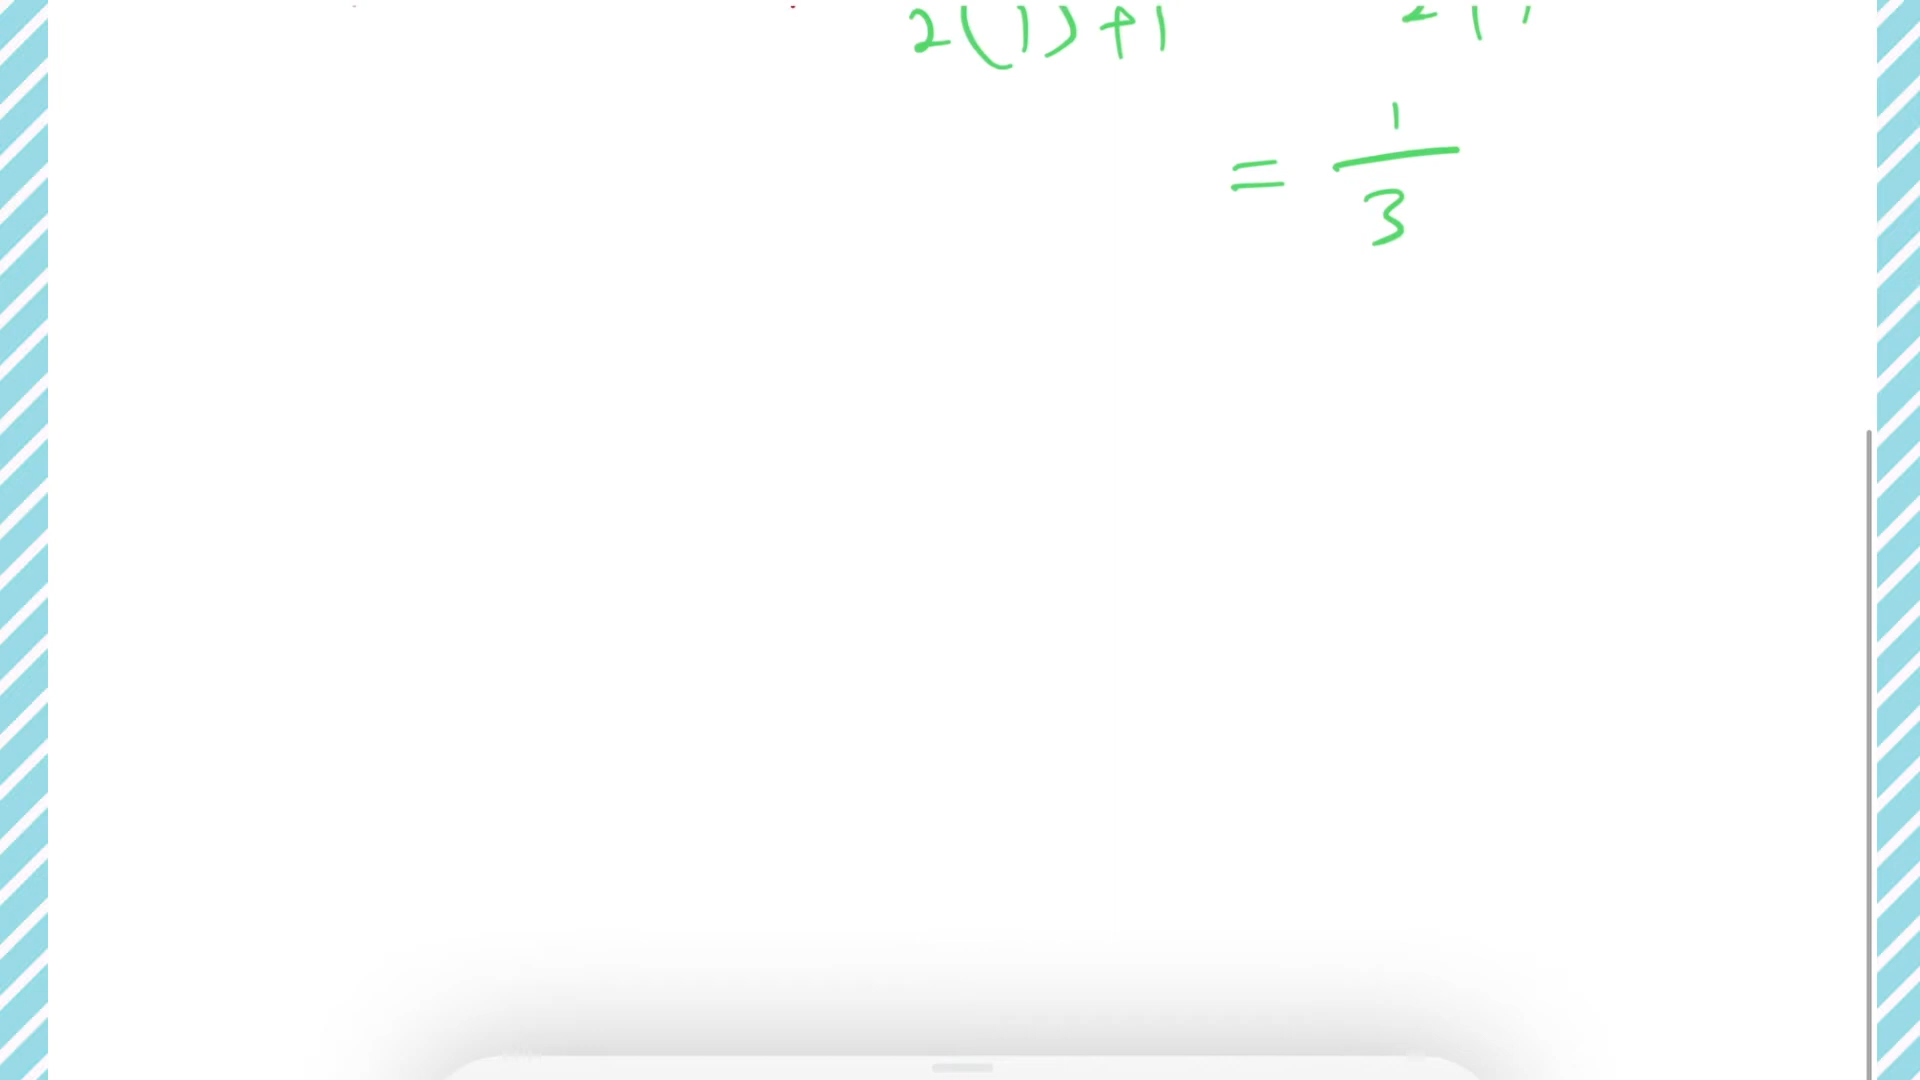 2(1)+1
= 1/3